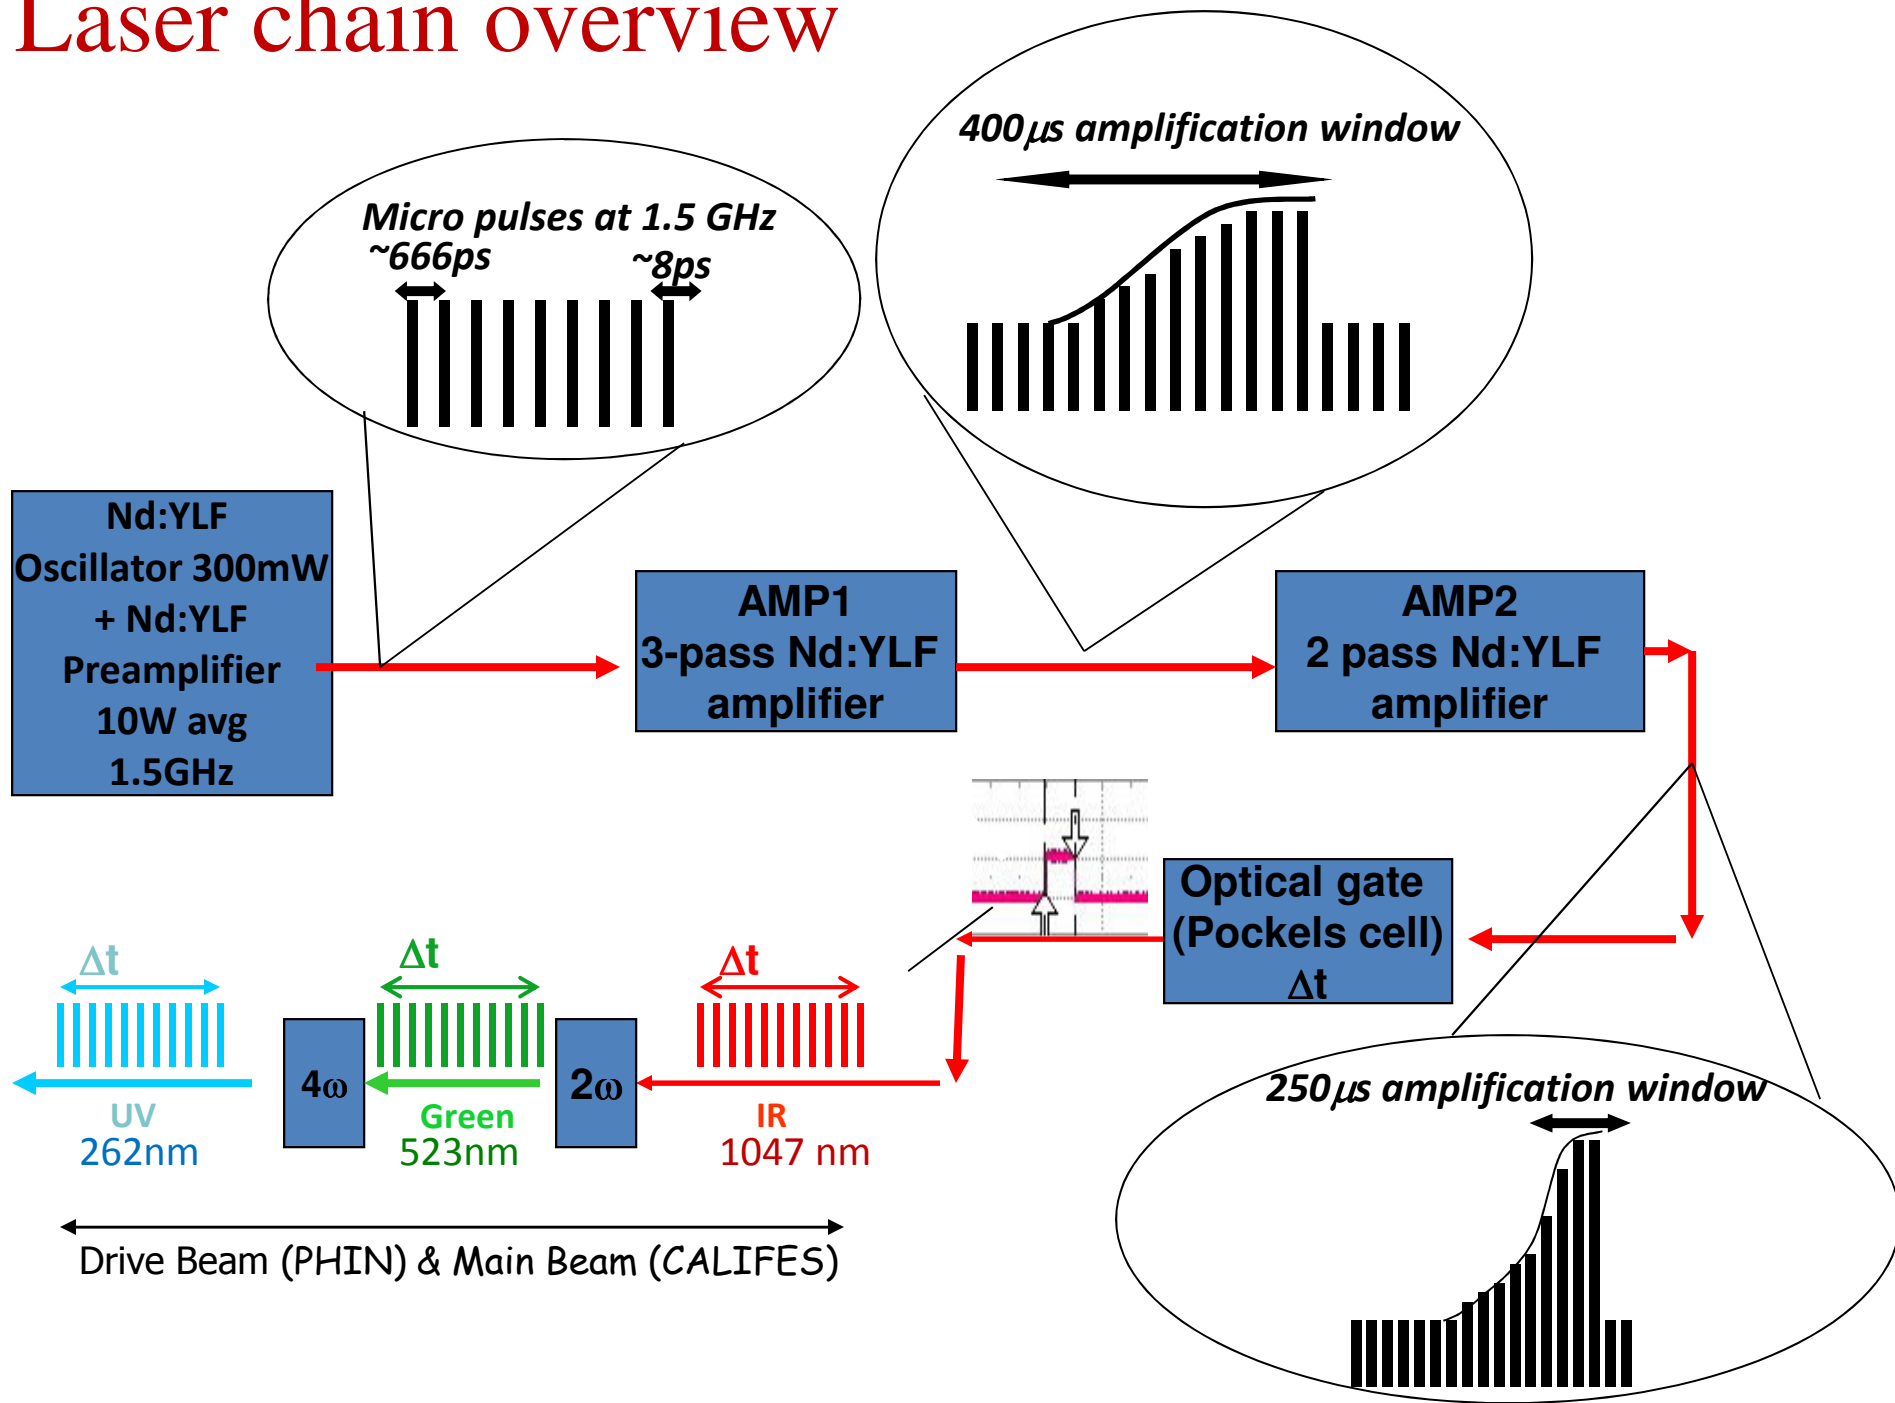 Laser chain overview
400μs amplification window
Micro pulses at 1.5 GHz
~666ps
~8ps
Nd:YLF
Oscillator 300mW
+ Nd:YLF
Preamplifier
10W avg
1.5GHz
AMP1
3-pass Nd:YLF
amplifier
AMP2
2 pass Nd:YLF
amplifier
Optical gate
(Pockels cell)
Δt
Δt
Δt
Δt
4ω
2ω
UV
262nm
Green
523nm
IR
1047 nm
250μs amplification window
Drive Beam (PHIN) & Main Beam (CALIFES)